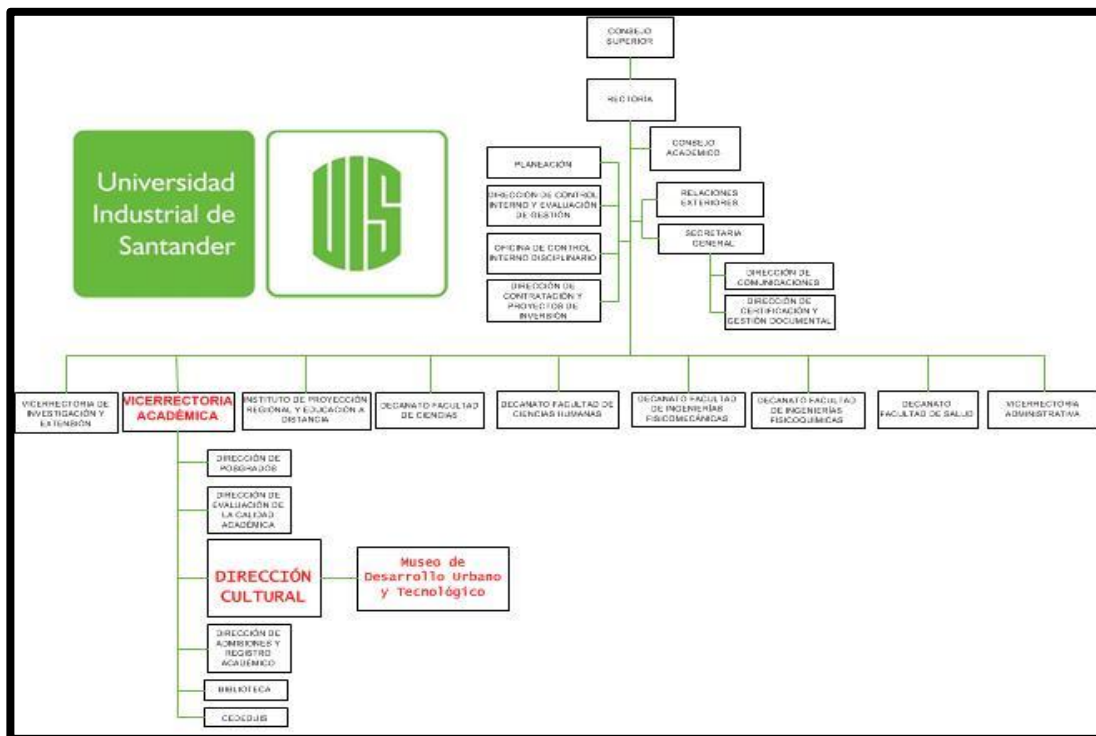 CONSEJO
SUPERIOR
RECTORÍA
Universidad
Industrial de
Santander
UIS
CONSEJO
ACADEMICO
PLANEACIÓN
DIRECCIÓN DE CONTROL
INTERNO Y EVALUACIÓN
DE GESTIÓN
OFICINA DE CONTROL
INTERNO DISCIPLINARIO
DIRECCIÓN DE
CONTRATACIÓN Y
PROYECTOS DE
INVERSIÓN
RELACIONES
EXTERIORES
SECRETARIA
GENERAL
DIRECCIÓN DE
COMUNICACIONES
DIRECCIÓN DE
CERTIFICACIÓN Y
GESTIÓN DOCUMENTAL
VICERRECTORIA DE
INVESTIGACIÓN Y
EXTENSIÓN
VICERRECTORIA
ACADÉMICA
INSTITUTO DE PROYECCIÓN
REGIONAL Y EDUCACIÓN A
DISTANCIA
DECANATO FACULTAD
DE CIENCIAS
DECANATO FACULTAD DE
CIENCIAS HUMANAS
DECANATO FACULTAD
DE INGENIERÍAS
FISICOMECÁNICAS
DECANATO FACULTAD
DE INGENIERÍAS
FISICOQUÍMICAS
DECANATO
FACULTAD DE SALUD
VICERRECTORIA
ADMINISTRATIVA
DIRECCIÓN DE
POSGRADOS
DIRECCIÓN DE
EVALUACIÓN DE
LA CALIDAD
ACADÉMICA
DIRECCIÓN
CULTURAL
Museo de
Desarrollo Urbano
y Tecnológico
DIRECCIÓN DE
ADMISIONES Y
REGISTRO
ACADÉMICO
BIBLIOTECA
CEDEDUIS